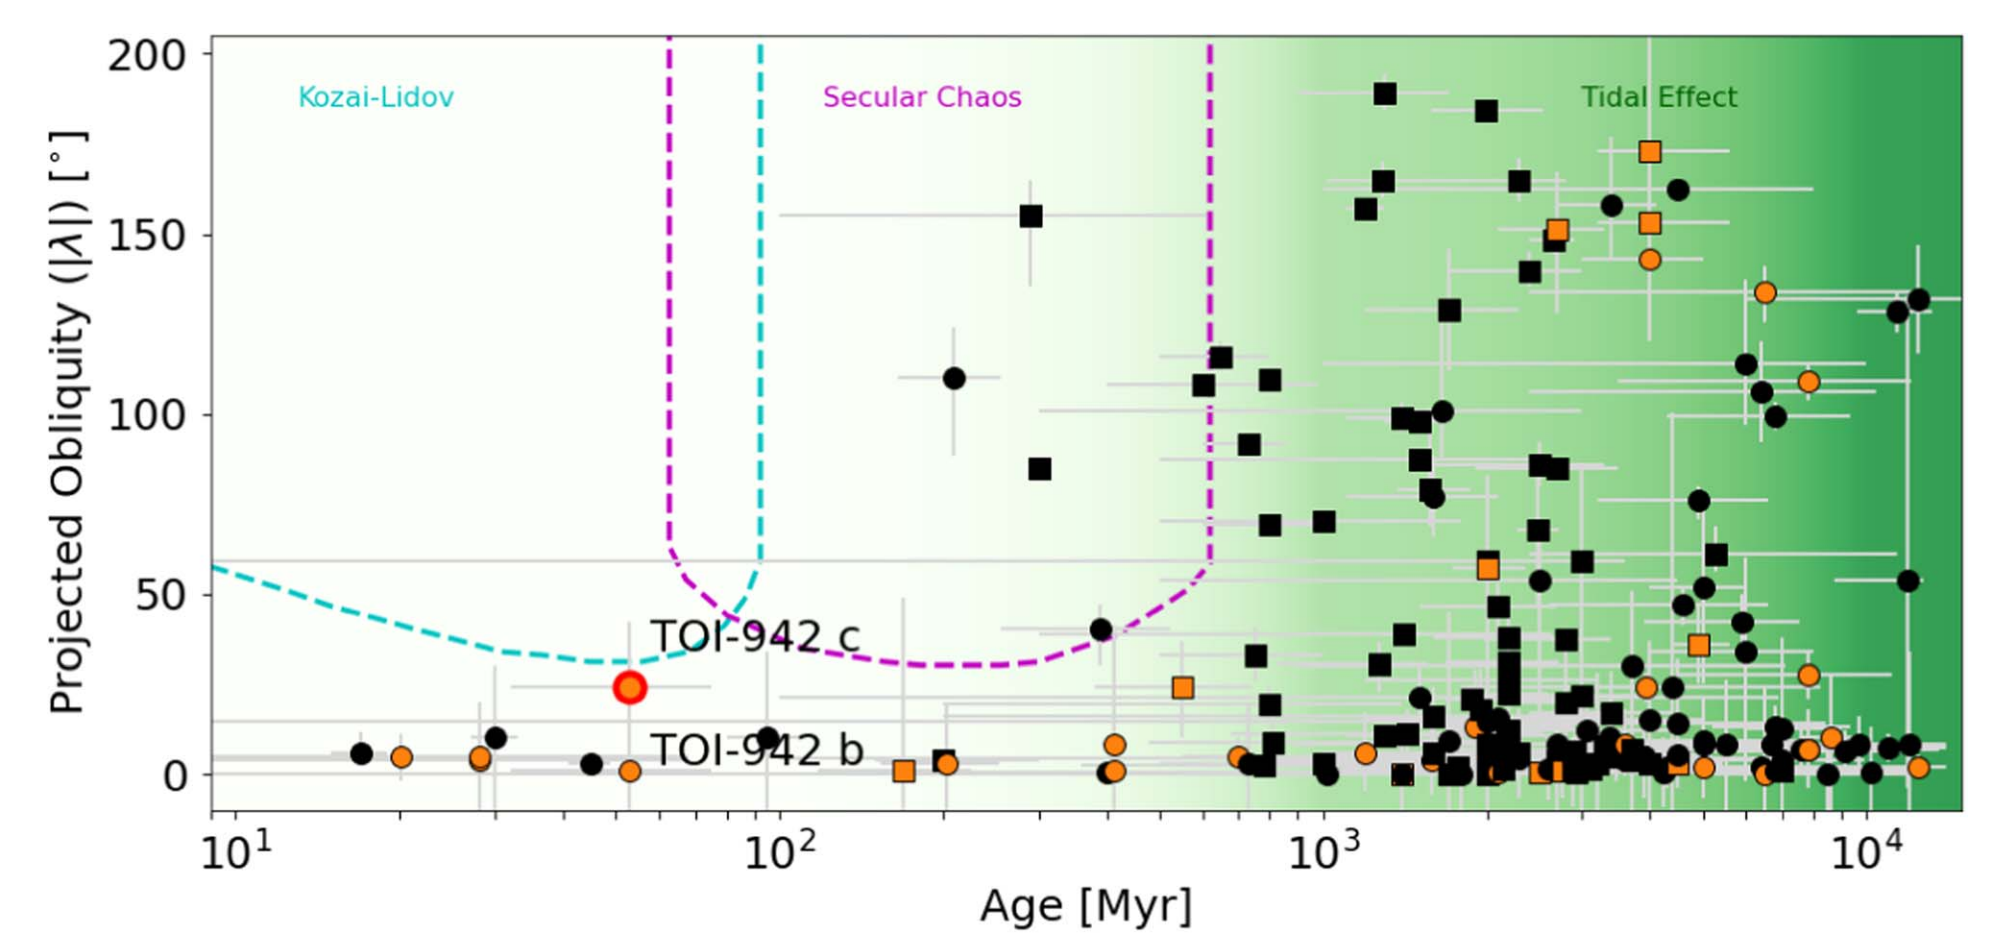 200
150
100
50
0
Projected Obliquity (|λ|) [°]
Kozai-Lidov
Secular Chaos
Tidal Effect
TOI-942 c
TOI-942 b
10¹
10²
10³
10⁴
Age [Myr]